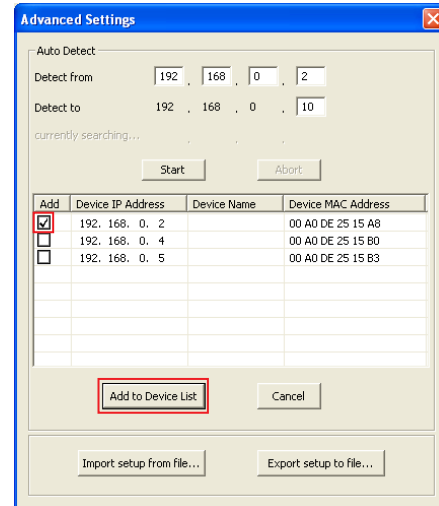 Advanced Settings
Auto Detect
Detect from 192 . 168 . 0 . 2
Detect to 192 . 168 . 0 . 10
currently searching... . . .
Start Abort
Add Device IP Address Device Name Device MAC Address
192. 168. 0. 2 00 A0 DE 25 15 A8
192. 168. 0. 4 00 A0 DE 25 15 B0
192. 168. 0. 5 00 A0 DE 25 15 B3
Add to Device List Cancel
Import setup from file... Export setup to file...